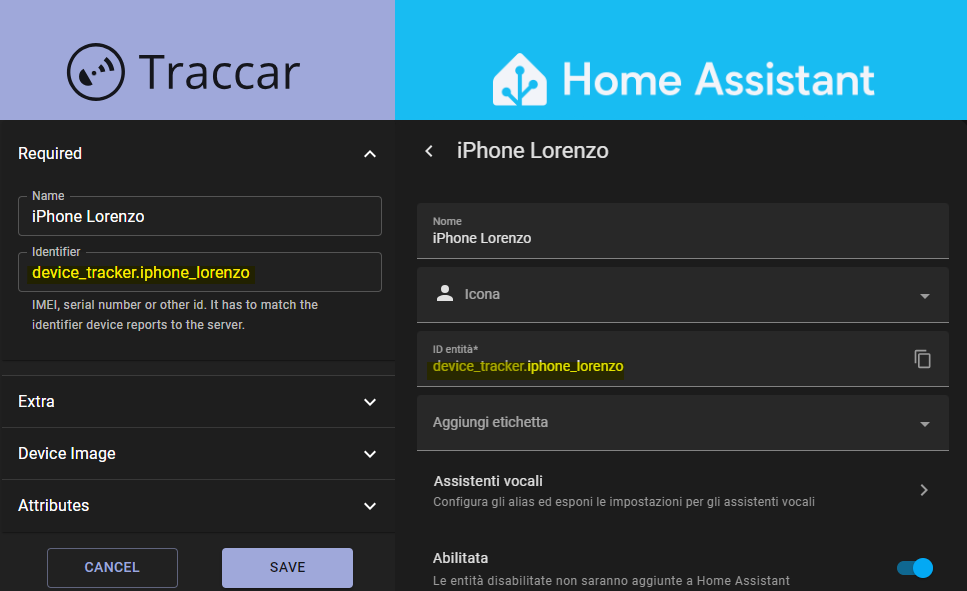 Traccar
Required
Name
iPhone Lorenzo
Identifier
device_tracker.iphone_lorenzo
IMEI, serial number or other id. It has to match the
identifier device reports to the server.
Extra
Device Image
Attributes
CANCEL
SAVE
Home Assistant
iPhone Lorenzo
Nome
iPhone Lorenzo
Icona
ID entità*
device_tracker.iphone_lorenzo
Aggiungi etichetta
Assistenti vocali
Configura gli alias ed esponi le impostazioni per gli assistenti vocali
Abilitata
Le entità disabilitate non saranno aggiunte a Home Assistant